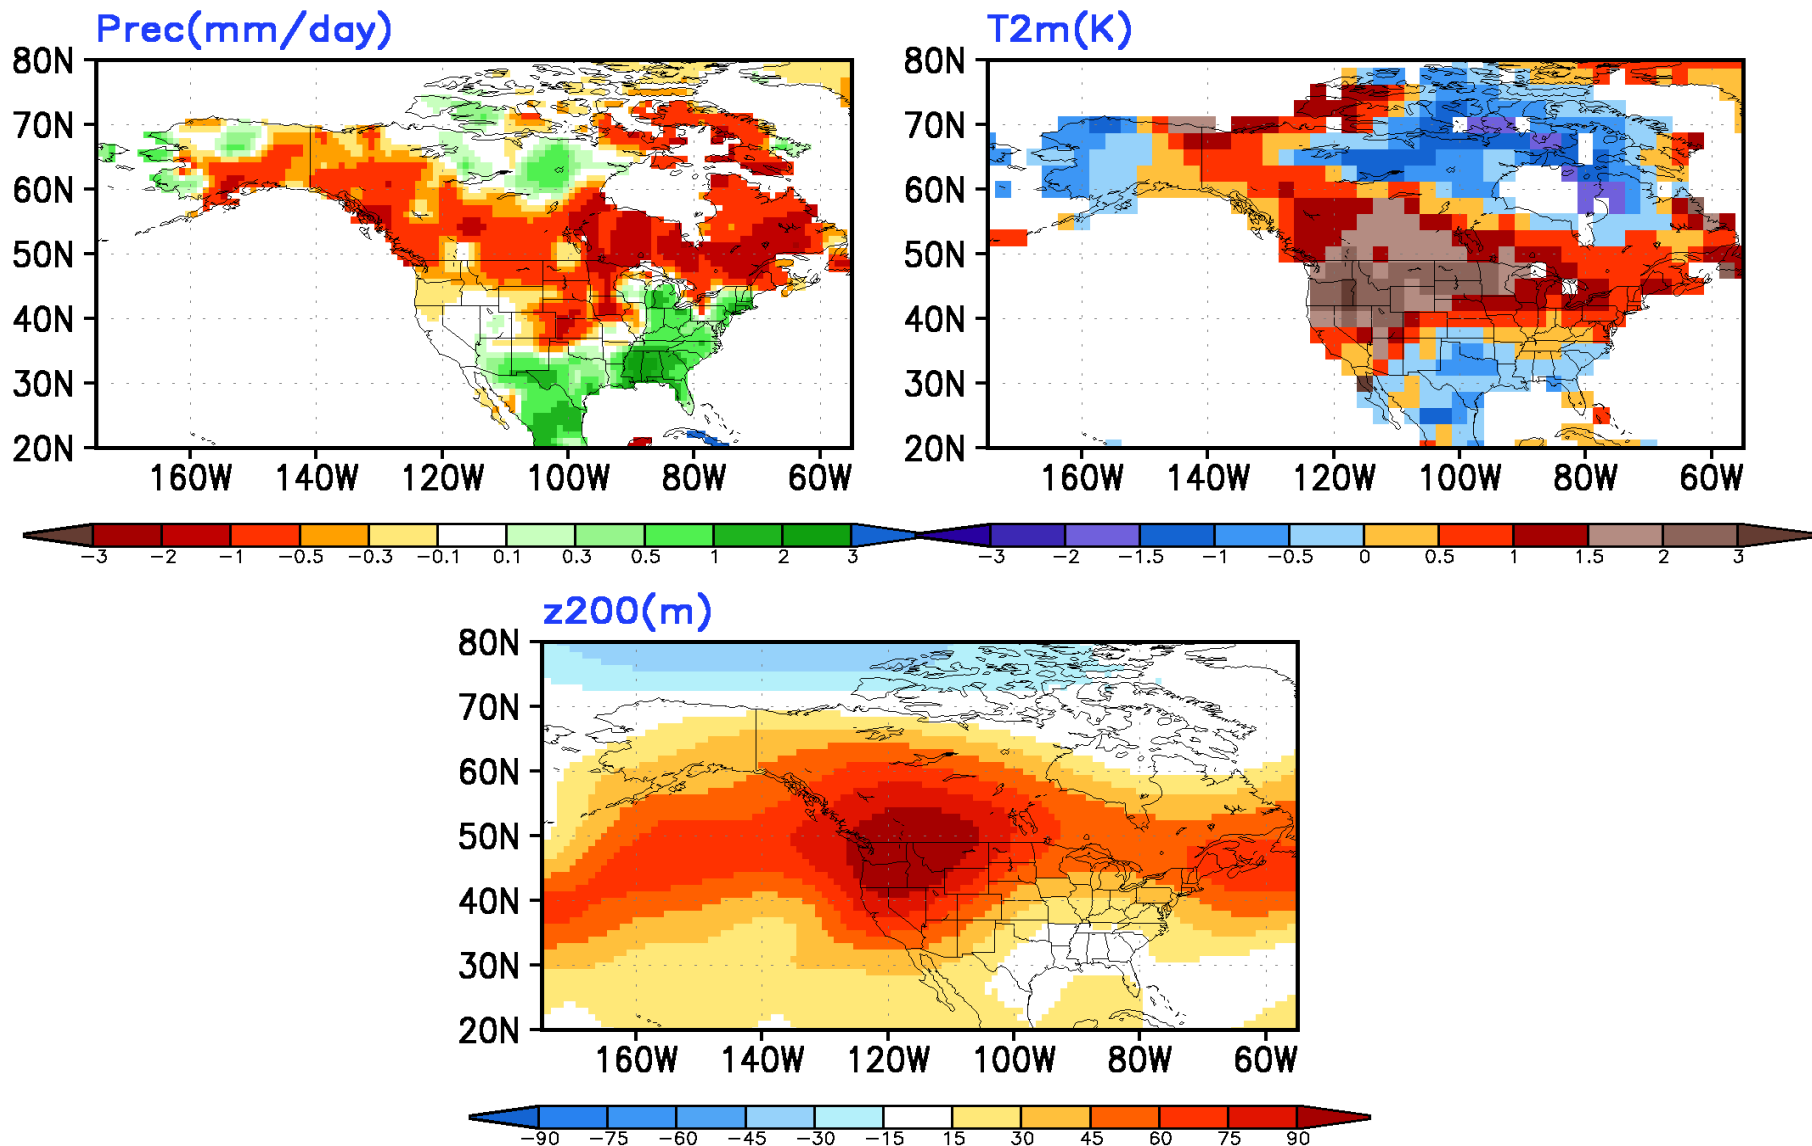 Prec(mm/day)
80N
70N
60N
50N
40N
30N
20N
160W 140W 120W 100W 80W 60W
-3 -2 -1 -0.5 -0.3 -0.1 0.1 0.3 0.5 1 2 3
T2m(K)
80N
70N
60N
50N
40N
30N
20N
160W 140W 120W 100W 80W 60W
-3 -2 -1.5 -1 -0.5 0 0.5 1 1.5 2 3
z200(m)
80N
70N
60N
50N
40N
30N
20N
160W 140W 120W 100W 80W 60W
-90 -75 -60 -45 -30 -15 15 30 45 60 75 90